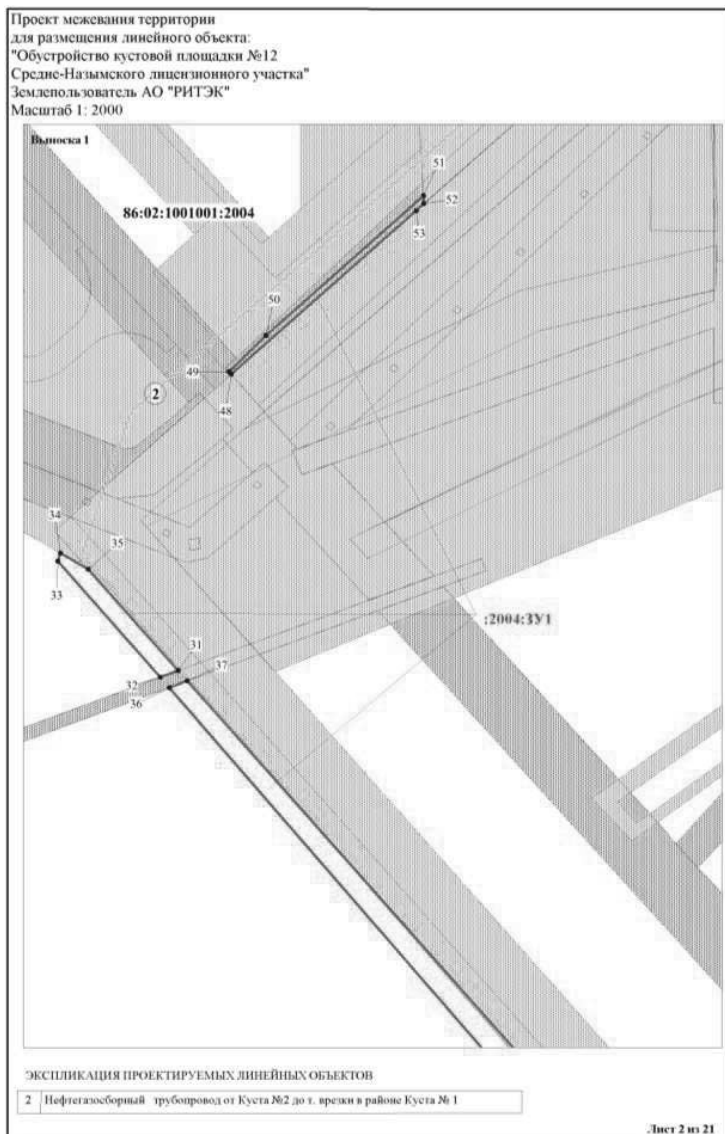 Проект межевания территории
для размещения линейного объекта:
"Обустройство кустовой площадки №12
Средне-Назымского лицензионного участка"
Землепользователь АО "РИТЭК"
Масштаб 1: 2000
Выноска 1
51
52
86:02:1001001:2004
53
50
49
2
48
34
35
33
:2004:ЗУ1
31
37
32
36
ЭКСПЛИКАЦИЯ ПРОЕКТИРУЕМЫХ ЛИНЕЙНЫХ ОБЪЕКТОВ
2 Нефтегазосборный трубопровод от Куста №2 до т. врезки в районе Куста № 1
Лист 2 из 21